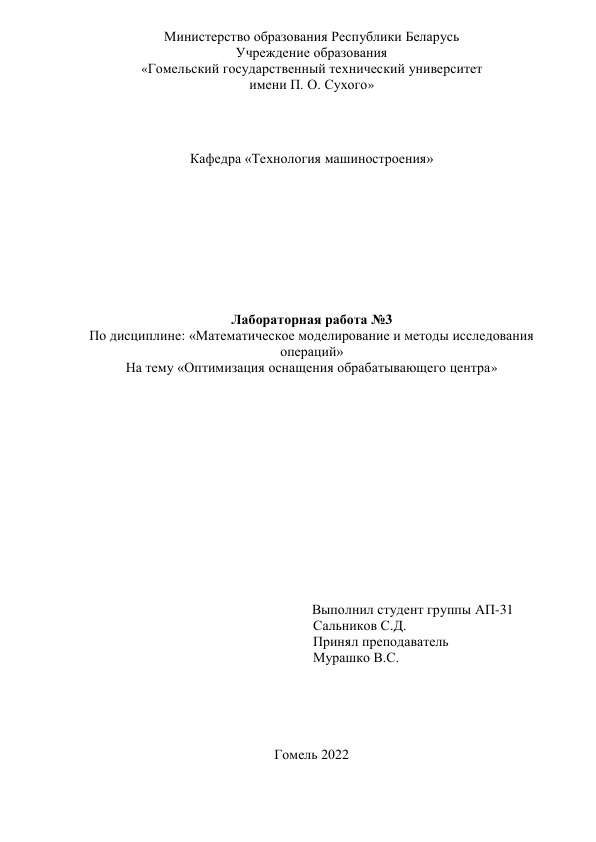 Министерство образования Республики Беларусь
Учреждение образования
«Гомельский государственный технический университет
имени П. О. Сухого»
Кафедра «Технология машиностроения»
Лабораторная работа №3
По дисциплине: «Математическое моделирование и методы исследования
операций»
На тему «Оптимизация оснащения обрабатывающего центра»
Выполнил студент группы АП-31
Сальников С.Д.
Принял преподаватель
Мурашко В.С.
Гомель 2022